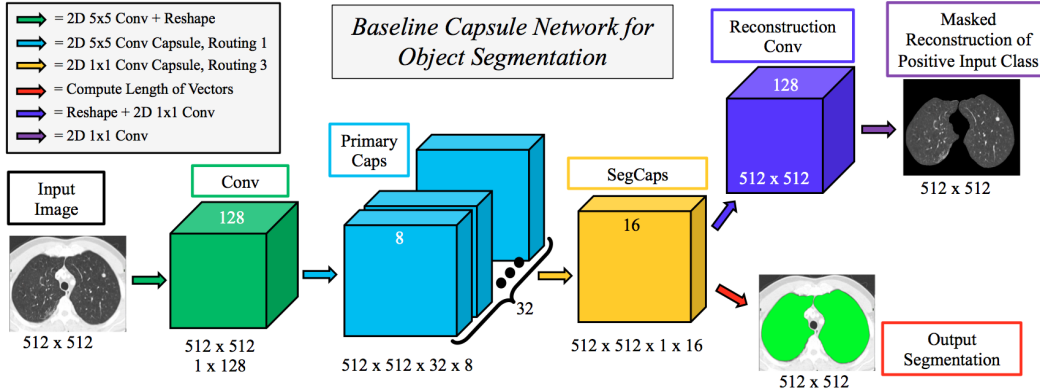 = 2D 5x5 Conv + Reshape
= 2D 5x5 Conv Capsule, Routing 1
= 2D 1x1 Conv Capsule, Routing 3
= Compute Length of Vectors
= Reshape + 2D 1x1 Conv
= 2D 1x1 Conv
Baseline Capsule Network for
Object Segmentation
Input
Image
512 x 512
Conv
128
512 x 512
1 x 128
Primary
Caps
8
32
512 x 512 x 32 x 8
SegCaps
16
512 x 512 x 1 x 16
Reconstruction
Conv
128
512 x 512
Masked
Reconstruction of
Positive Input Class
512 x 512
512 x 512
Output
Segmentation